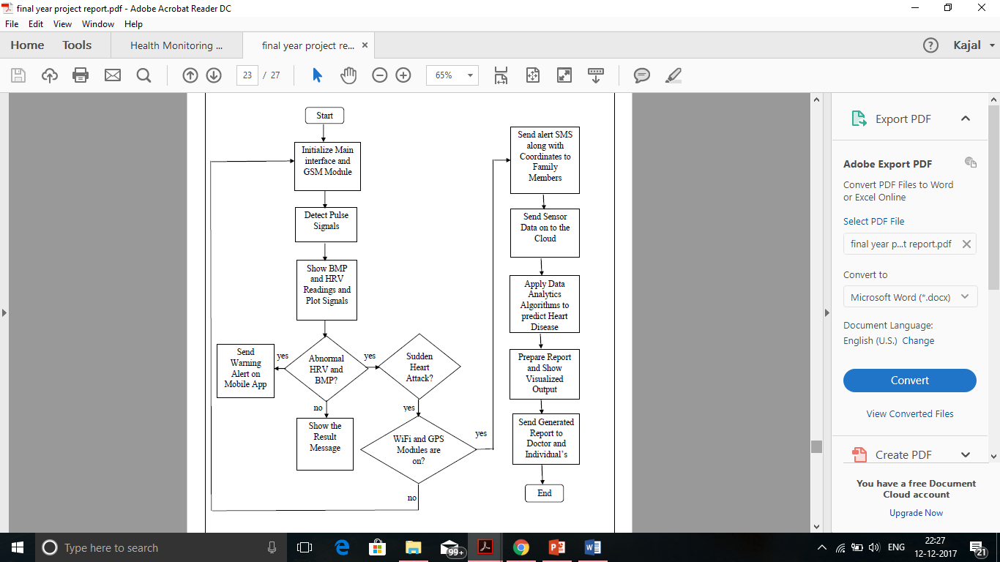 final year project report.pdf - Adobe Acrobat Reader DC
File Edit View Window Help
Home Tools Health Monitoring ... final year project re... × Kajal
23 / 27 65%
Start
Initialize Main
interface and
GSM Module
Detect Pulse
Signals
Show BMP
and HRV
Readings and
Plot Signals
Abnormal
HRV and
BMP?
yes
Send
Warning
Alert on
Mobile App
yes
Sudden
Heart
Attack?
no
Show the
Result
Message
yes
WiFi and GPS
Modules are
on?
yes
no
Send alert SMS
along with
Coordinates to
Family
Members
Send Sensor
Data on to the
Cloud
Apply Data
Analytics
Algorithms to
predict Heart
Disease
Prepare Report
and Show
Visualized
Output
Send Generated
Report to
Doctor and
Individual's
End
Export PDF
Adobe Export PDF
Convert PDF Files to Word
or Excel Online
Select PDF File
final year p...t report.pdf
Convert to
Microsoft Word (*.docx)
Document Language:
English (U.S.) Change
Convert
View Converted Files
Create PDF
You have a free Document
Cloud account
Upgrade Now
Type here to search
99+
ENG
22:27
12-12-2017
21